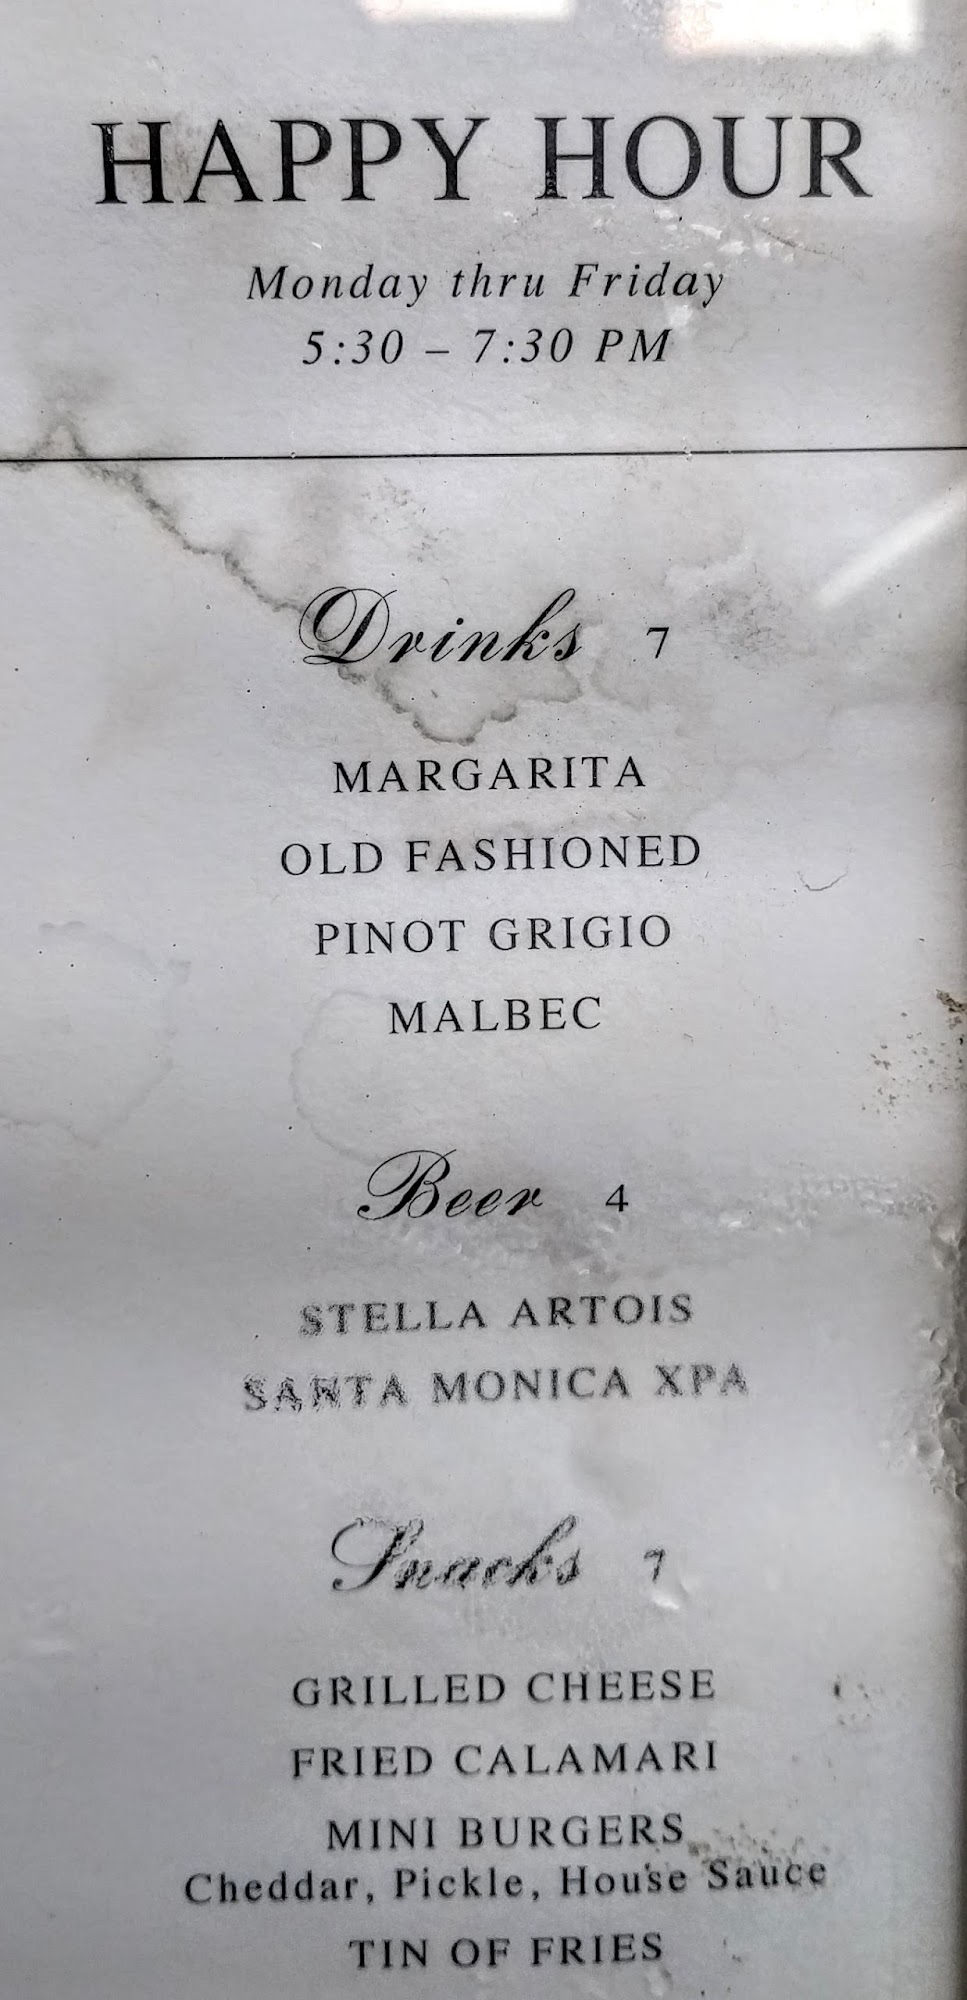 HAPPY HOUR
Monday thru Friday
5:30 – 7:30 PM
Drinks 7
MARGARITA
OLD FASHIONED
PINOT GRIGIO
MALBEC
Beer 4
STELLA ARTOIS
SANTA MONICA XPA
Snacks 7
GRILLED CHEESE
FRIED CALAMARI
MINI BURGERS
Cheddar, Pickle, House Sauce
TIN OF FRIES